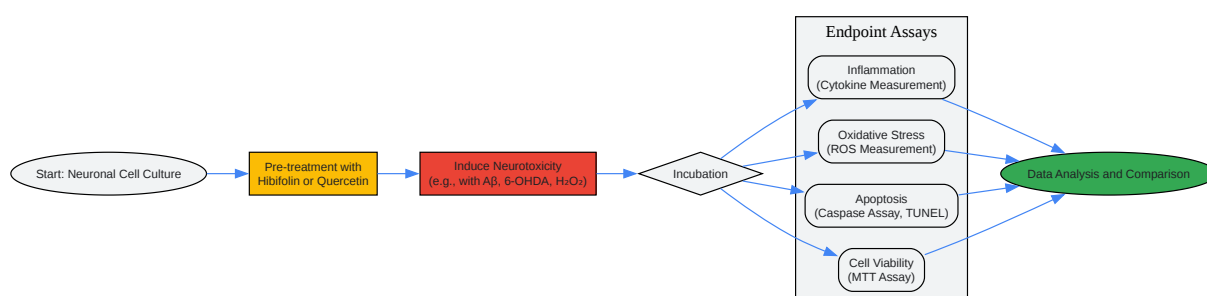 Start: Neuronal Cell Culture
Pre-treatment with
Hibifolin or Quercetin
Induce Neurotoxicity
(e.g., with Aβ, 6-OHDA, H₂O₂)
Incubation
Endpoint Assays
Inflammation
(Cytokine Measurement)
Oxidative Stress
(ROS Measurement)
Apoptosis
(Caspase Assay, TUNEL)
Cell Viability
(MTT Assay)
Data Analysis and Comparison